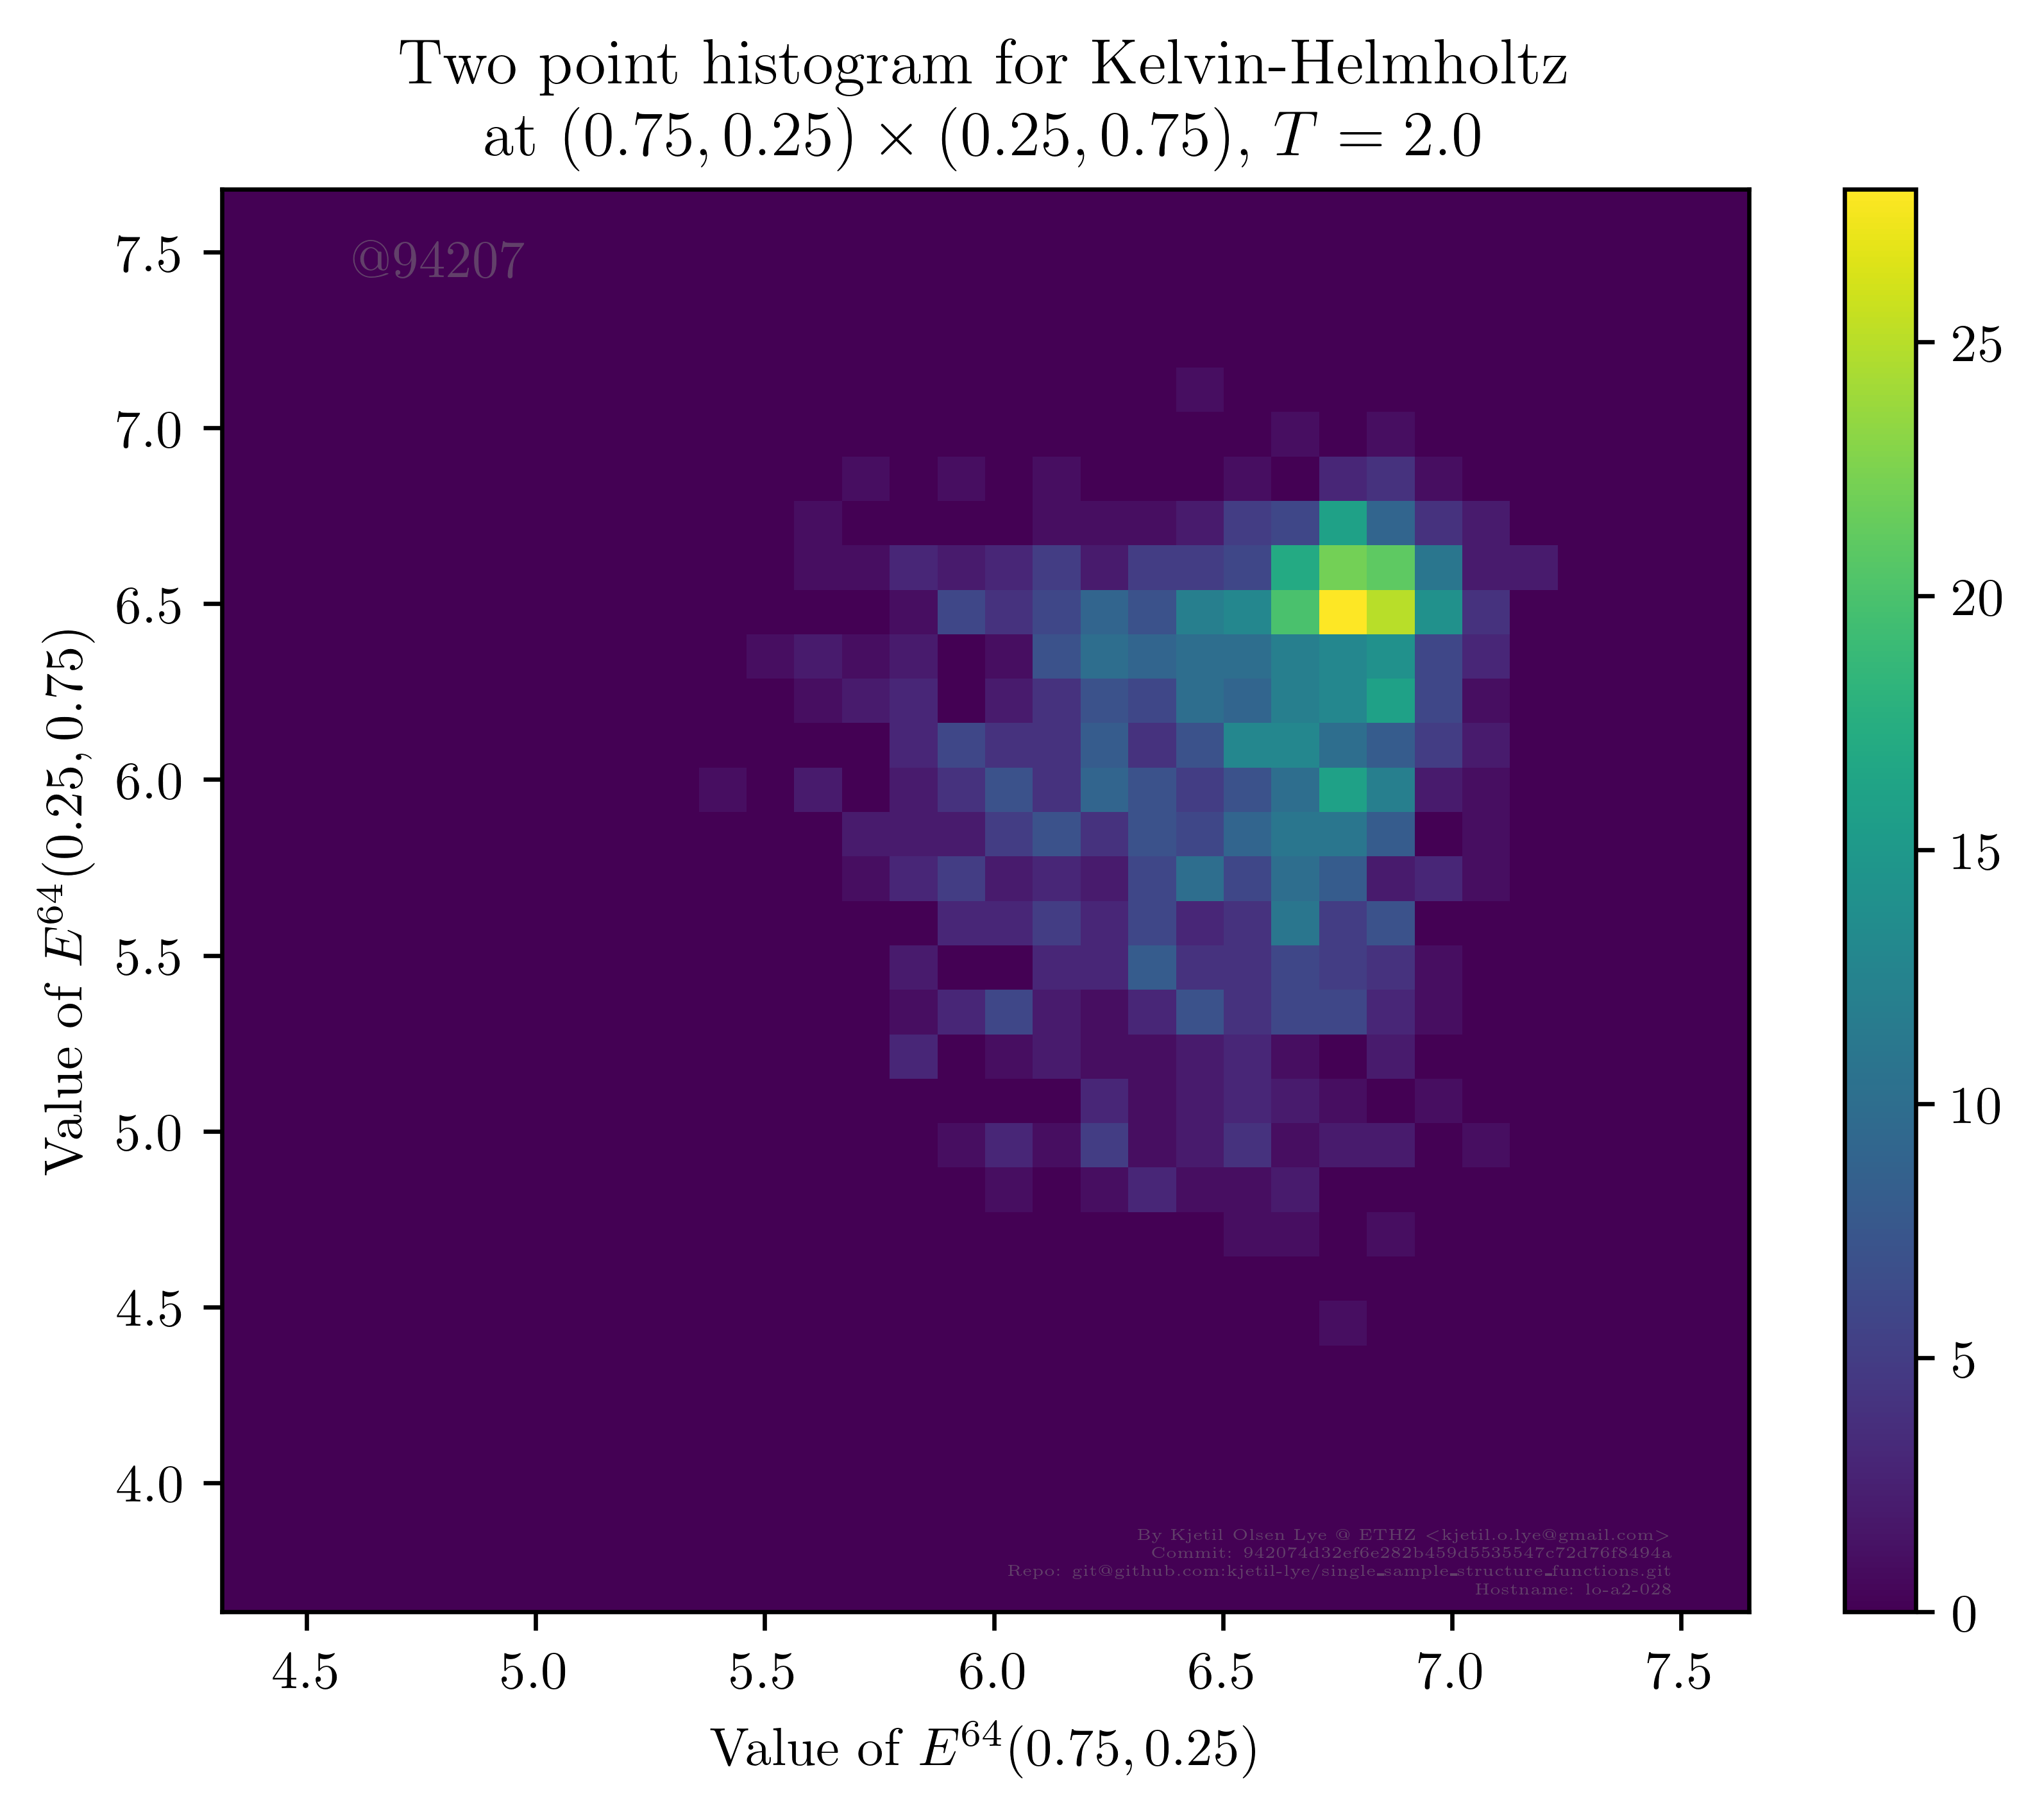 Two point histogram for Kelvin-Helmholtz
at (0.75, 0.25) × (0.25, 0.75), T = 2.0
@94207
7.5
7.0
6.5
6.0
5.5
5.0
4.5
4.0
Value of E^64(0.25, 0.75)
4.5 5.0 5.5 6.0 6.5 7.0 7.5
Value of E^64(0.75, 0.25)
25
20
15
10
5
0
By Kjetil Olsen Lye @ ETHZ <kjetil.o.lye@gmail.com>
Commit: 942074d32ef6e282b459d5535547c72d76f8494a
Repo: git@github.com:kjetil-lye/single_sample_structure_functions.git
Hostname: lo-a2-028